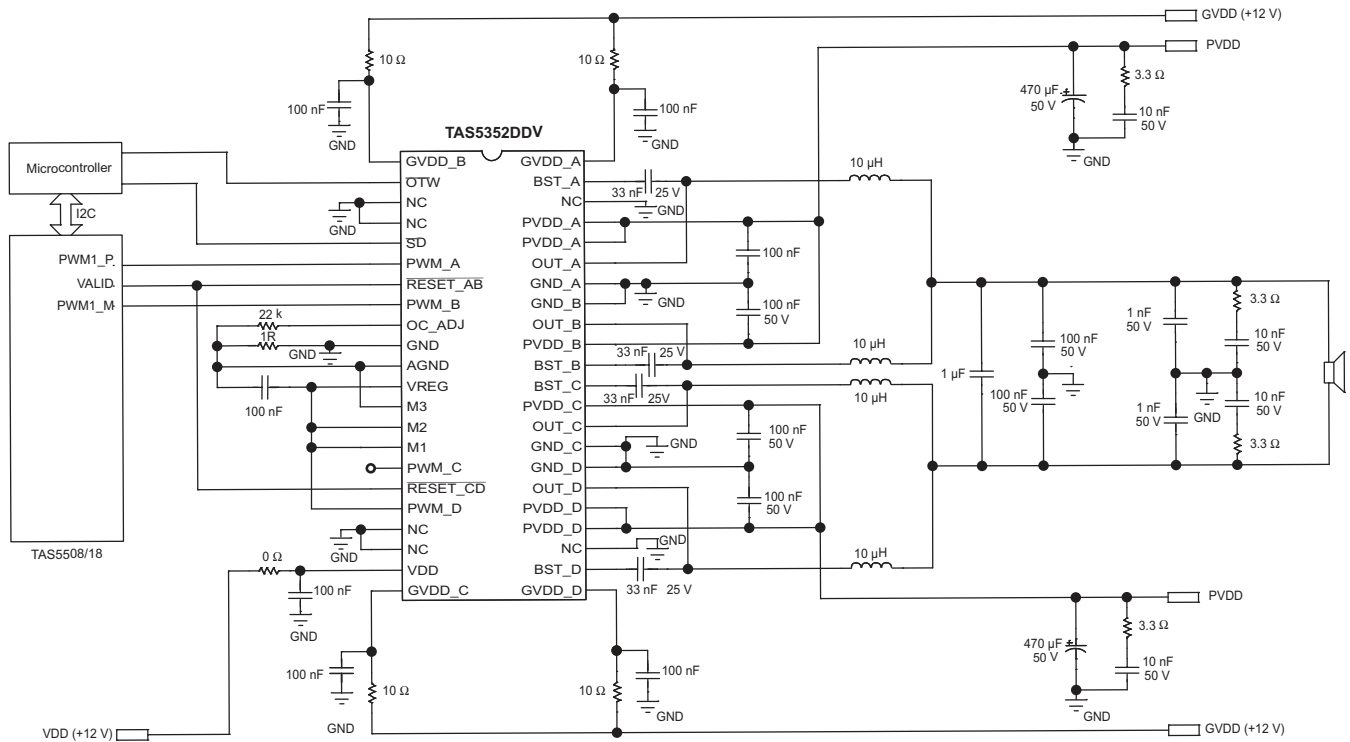 GVDD (+12 V)
PVDD
10 Ω
10 Ω
3.3 Ω
470 μF
50 V
10 nF
50 V
100 nF
100 nF
GND
GND
GND
TAS5352DDV
Microcontroller
I2C
PWM1_P
VALID
PWM1_M
TAS5508/18
GVDD_B
OTW
NC
NC
SD
PWM_A
RESET_AB
PWM_B
OC_ADJ
GND
AGND
VREG
M3
M2
M1
PWM_C
RESET_CD
PWM_D
NC
NC
VDD
GVDD_C
GVDD_A
BST_A
NC
PVDD_A
PVDD_A
OUT_A
GND_A
GND_B
OUT_B
PVDD_B
BST_B
BST_C
PVDD_C
OUT_C
GND_C
GND_D
OUT_D
PVDD_D
PVDD_D
NC
BST_D
GVDD_D
GND
22 k
1R
GND
100 nF
GND
0 Ω
100 nF
GND
33 nF 25 V
GND
100 nF
GND
100 nF
50 V
33 nF 25 V
33 nF 25V
100 nF
50 V
GND
100 nF
50 V
GND
33 nF 25 V
10 μH
10 μH
10 μH
10 μH
1 μF
100 nF
50 V
100 nF
50 V
1 nF
50 V
1 nF
50 V
GND
3.3 Ω
10 nF
50 V
10 nF
50 V
3.3 Ω
PVDD
3.3 Ω
470 μF
50 V
10 nF
50 V
GND
100 nF
10 Ω
GND
10 Ω
100 nF
GND
VDD (+12 V)
GVDD (+12 V)